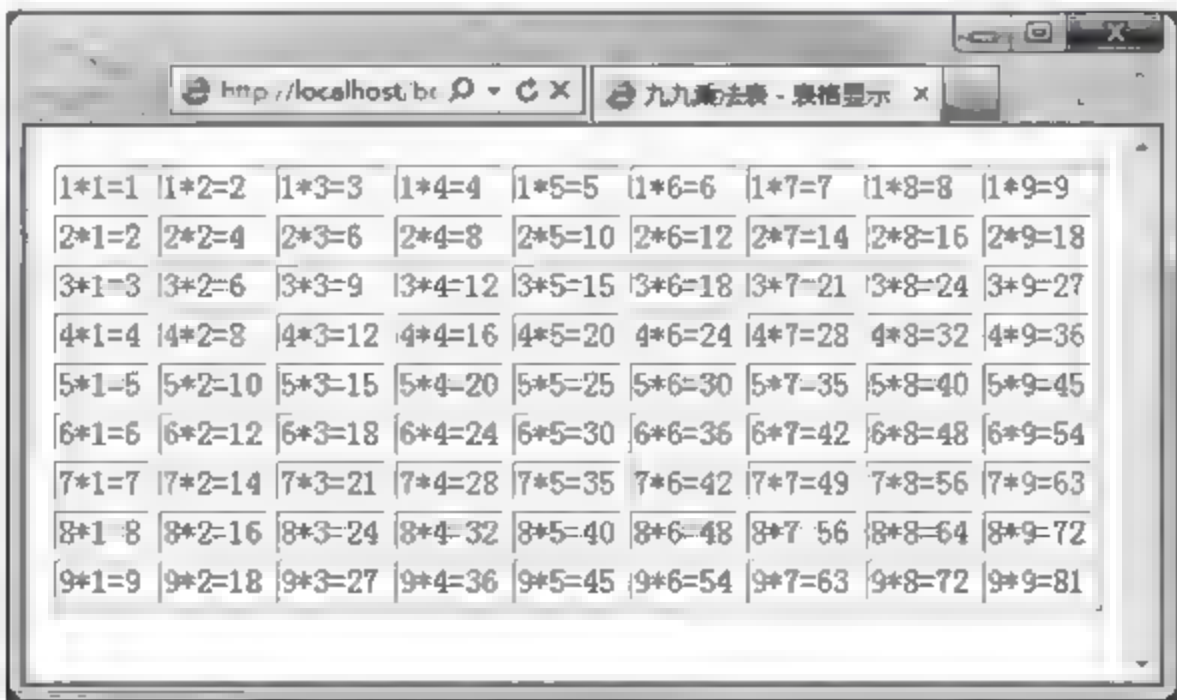 http://localhost/bc
九九乘法表 - 表格显示
1*1=1 1*2=2 1*3=3 1*4=4 1*5=5 1*6=6 1*7=7 1*8=8 1*9=9
2*1=2 2*2=4 2*3=6 2*4=8 2*5=10 2*6=12 2*7=14 2*8=16 2*9=18
3*1=3 3*2=6 3*3=9 3*4=12 3*5=15 3*6=18 3*7=21 3*8=24 3*9=27
4*1=4 4*2=8 4*3=12 4*4=16 4*5=20 4*6=24 4*7=28 4*8=32 4*9=36
5*1=5 5*2=10 5*3=15 5*4=20 5*5=25 5*6=30 5*7=35 5*8=40 5*9=45
6*1=6 6*2=12 6*3=18 6*4=24 6*5=30 6*6=36 6*7=42 6*8=48 6*9=54
7*1=7 7*2=14 7*3=21 7*4=28 7*5=35 7*6=42 7*7=49 7*8=56 7*9=63
8*1=8 8*2=16 8*3=24 8*4=32 8*5=40 8*6=48 8*7=56 8*8=64 8*9=72
9*1=9 9*2=18 9*3=27 9*4=36 9*5=45 9*6=54 9*7=63 9*8=72 9*9=81